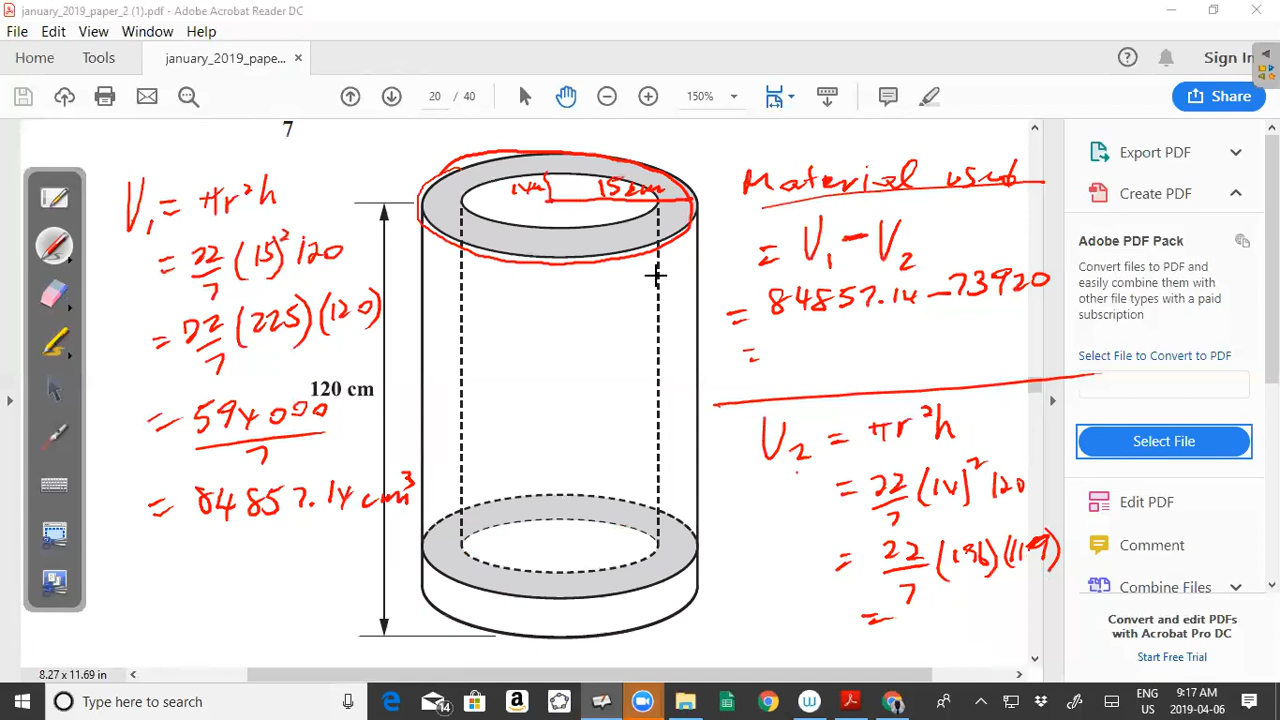 january_2019_paper_2 (1).pdf - Adobe Acrobat Reader DC
File Edit View Window Help
Home Tools january_2019_pape... × Sign In
20 / 40 150% Share
7
V₁ = πr²h
= 22/7 (15)² 120
= 22/7 (225)(120)
= 594000/7
= 84857.14 cm³
14cm 15cm
120 cm
Material used
= V₁ - V₂
= 84857.14 - 73920
=
V₂ = πr²h
= 22/7 (14)² 120
= 22/7 (196)
=
Export PDF
Create PDF
Adobe PDF Pack
Convert files to PDF and
easily combine them with
other file types with a paid
subscription
Select File to Convert to PDF
Select File
Edit PDF
Comment
Combine Files
Convert and edit PDFs
with Acrobat Pro DC
Start Free Trial
8.27 x 11.69 in
Type here to search
14
ENG
US
9:17 AM
2019-04-06